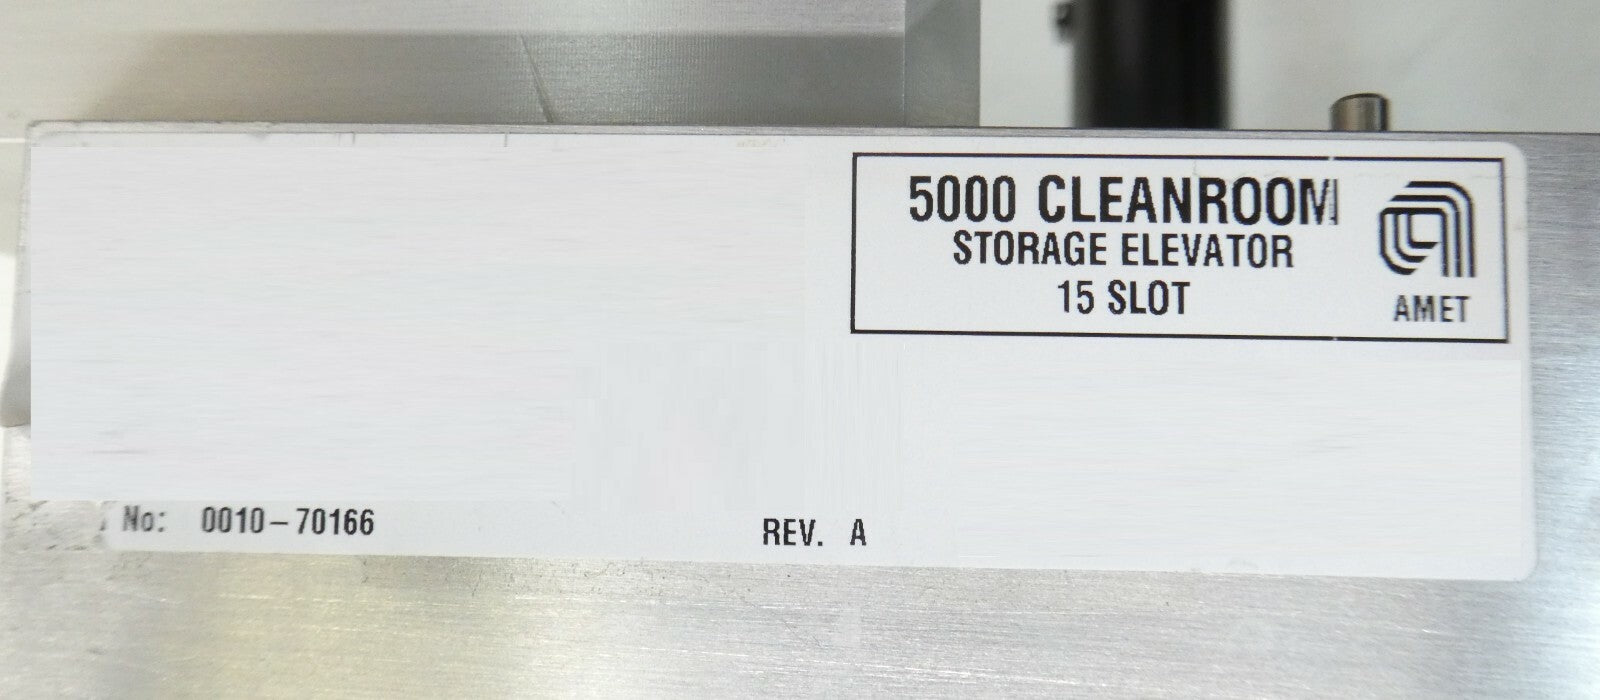 5000 CLEANROOM
STORAGE ELEVATOR
15 SLOT
AMET
No: 0010-70166
REV. A